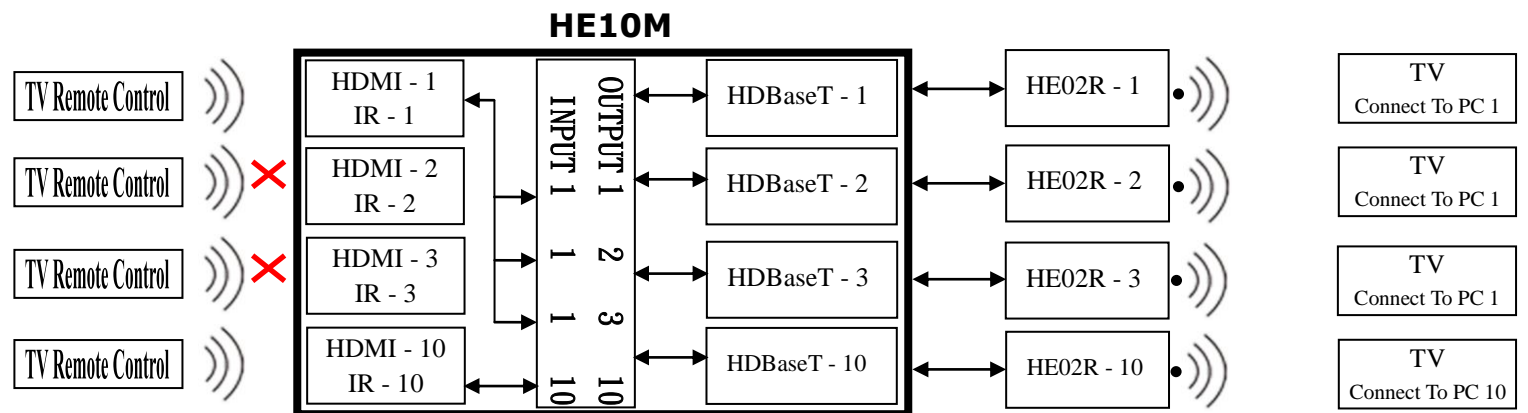 HE10M
TV Remote Control
HDMI - 1
IR - 1
HDBaseT - 1
HE02R - 1
TV
Connect To PC 1
TV Remote Control
HDMI - 2
IR - 2
HDBaseT - 2
HE02R - 2
TV
Connect To PC 1
TV Remote Control
HDMI - 3
IR - 3
HDBaseT - 3
HE02R - 3
TV
Connect To PC 1
TV Remote Control
HDMI - 10
IR - 10
HDBaseT - 10
HE02R - 10
TV
Connect To PC 10
OUTPUT 1 2 3 10
INPUT 1 1 1 10